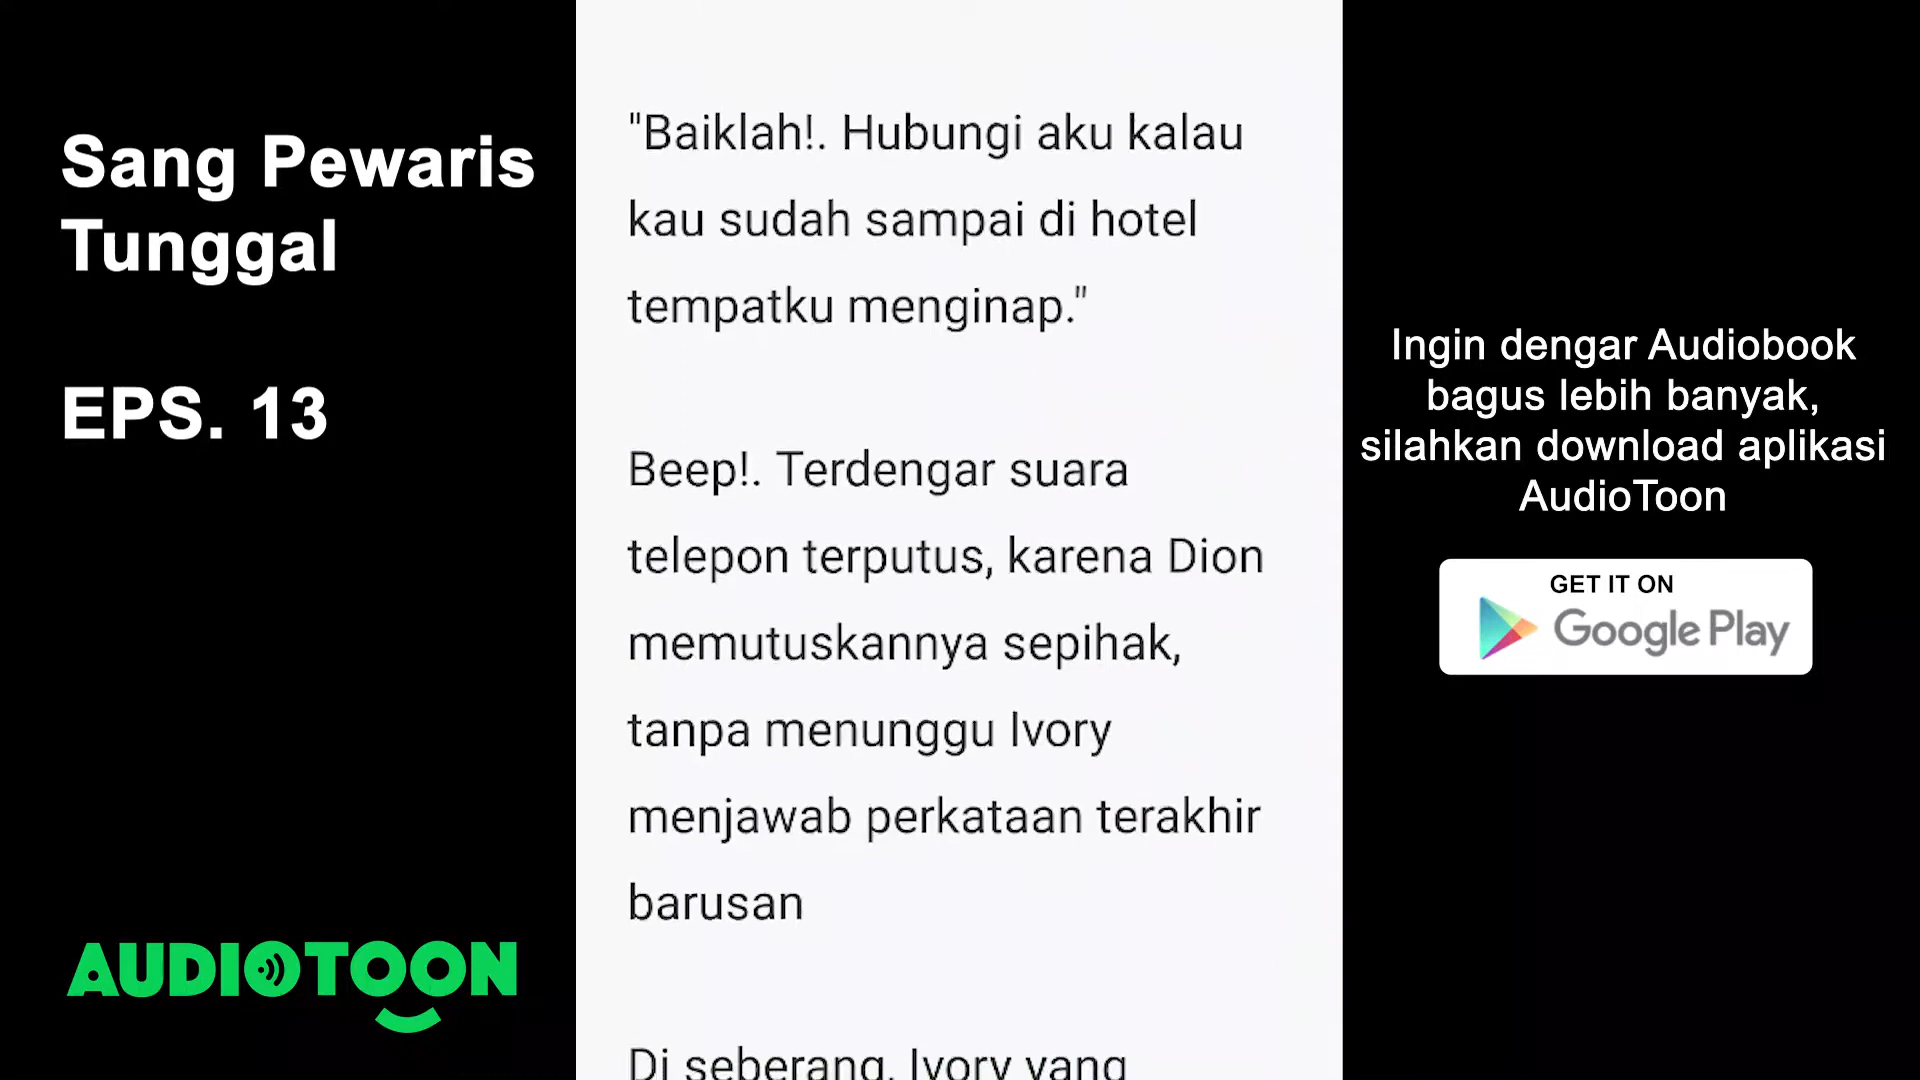 Sang Pewaris
Tunggal
EPS. 13
AUDIOTOON
"Baiklah!. Hubungi aku kalau
kau sudah sampai di hotel
tempatku menginap."
Beep!. Terdengar suara
telepon terputus, karena Dion
memutuskannya sepihak,
tanpa menunggu Ivory
menjawab perkataan terakhir
barusan
Di seberang, Ivory yang
Ingin dengar Audiobook
bagus lebih banyak,
silahkan download aplikasi
AudioToon
GET IT ON
Google Play